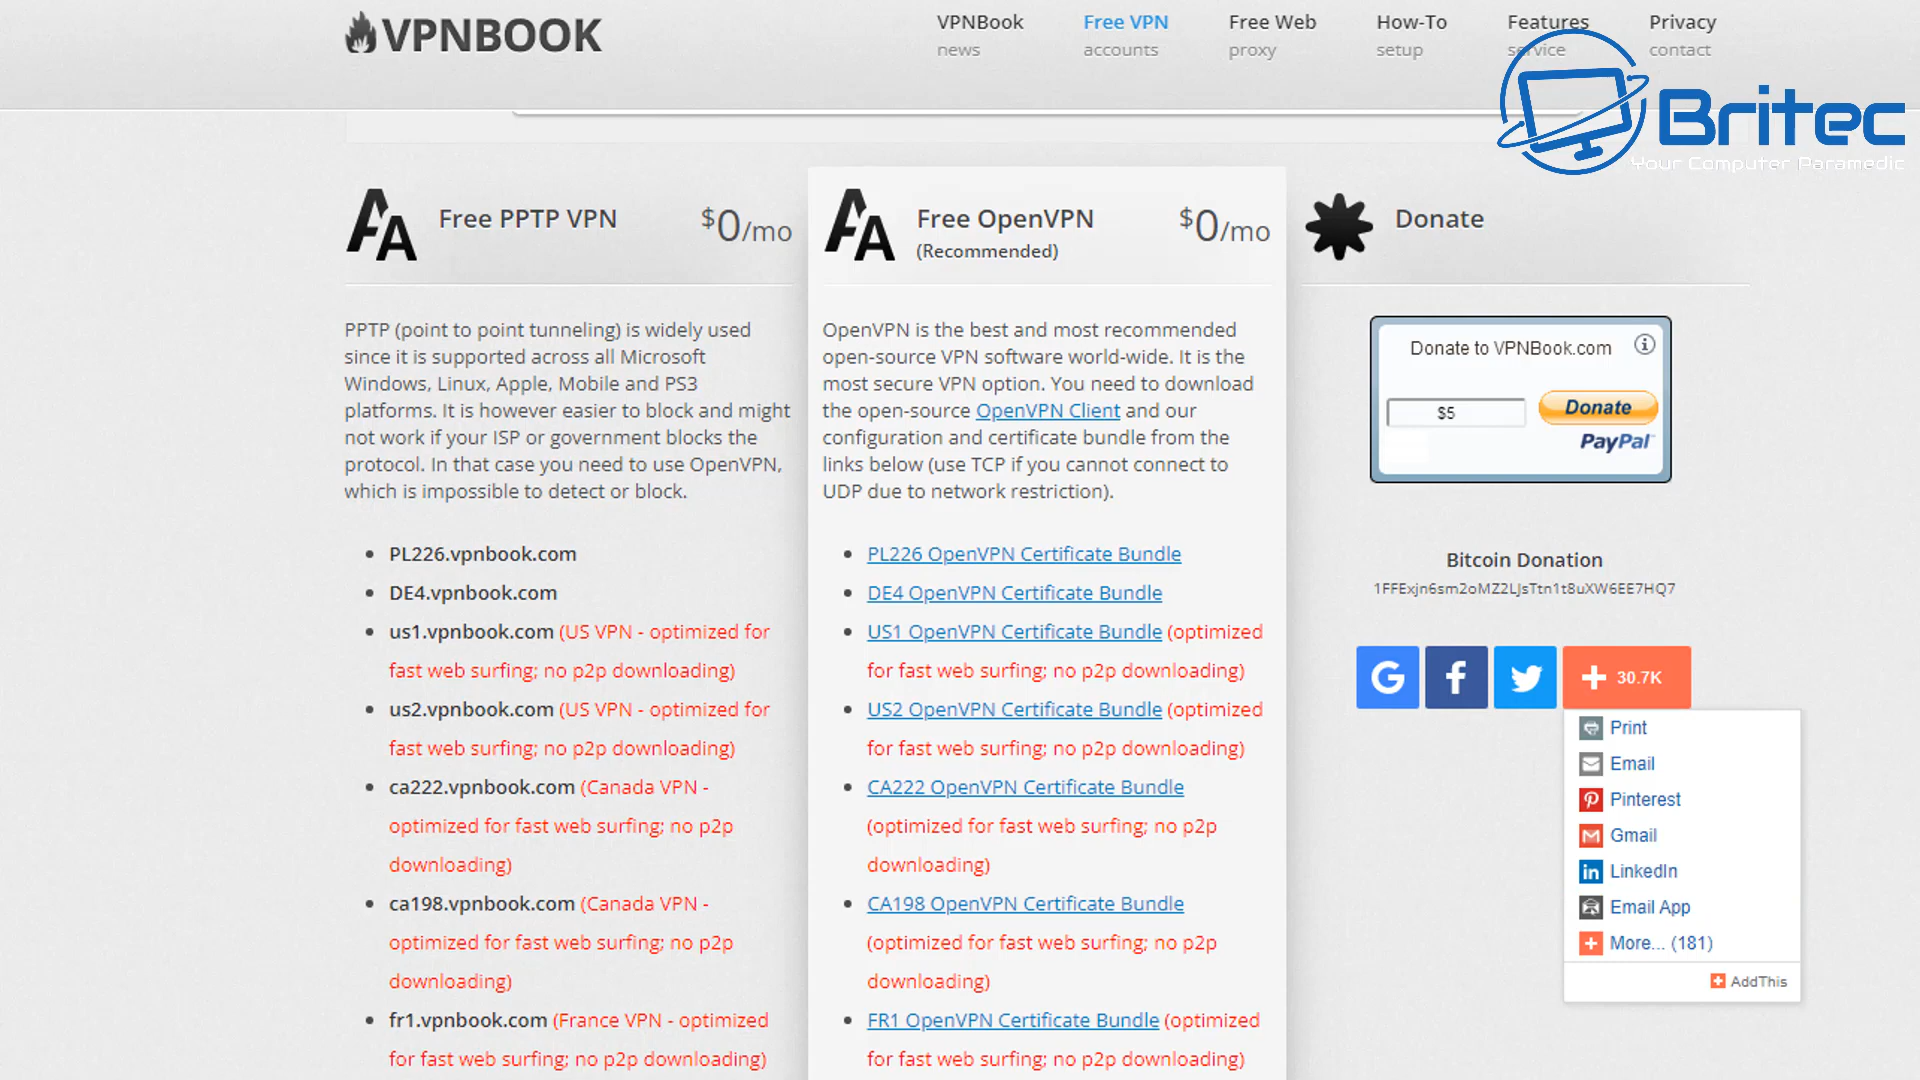 VPNBOOK
VPNBook
news
Free VPN
accounts
Free Web
proxy
How-To
setup
Features
service
Privacy
contact
Britec
Your Computer Paramedic
Free PPTP VPN
$0/mo
PPTP (point to point tunneling) is widely used
since it is supported across all Microsoft
Windows, Linux, Apple, Mobile and PS3
platforms. It is however easier to block and might
not work if your ISP or government blocks the
protocol. In that case you need to use OpenVPN,
which is impossible to detect or block.
• PL226.vpnbook.com
• DE4.vpnbook.com
• us1.vpnbook.com (US VPN - optimized for
fast web surfing; no p2p downloading)
• us2.vpnbook.com (US VPN - optimized for
fast web surfing; no p2p downloading)
• ca222.vpnbook.com (Canada VPN -
optimized for fast web surfing; no p2p
downloading)
• ca198.vpnbook.com (Canada VPN -
optimized for fast web surfing; no p2p
downloading)
• fr1.vpnbook.com (France VPN - optimized
for fast web surfing; no p2p downloading)
Free OpenVPN
(Recommended)
$0/mo
OpenVPN is the best and most recommended
open-source VPN software world-wide. It is the
most secure VPN option. You need to download
the open-source OpenVPN Client and our
configuration and certificate bundle from the
links below (use TCP if you cannot connect to
UDP due to network restriction).
• PL226 OpenVPN Certificate Bundle
• DE4 OpenVPN Certificate Bundle
• US1 OpenVPN Certificate Bundle (optimized
for fast web surfing; no p2p downloading)
• US2 OpenVPN Certificate Bundle (optimized
for fast web surfing; no p2p downloading)
• CA222 OpenVPN Certificate Bundle
(optimized for fast web surfing; no p2p
downloading)
• CA198 OpenVPN Certificate Bundle
(optimized for fast web surfing; no p2p
downloading)
• FR1 OpenVPN Certificate Bundle (optimized
for fast web surfing; no p2p downloading)
Donate
Donate to VPNBook.com
$5
Donate
PayPal
Bitcoin Donation
1FFExjn6sm2oMZ2LJsTtn1t8uXW6EE7HQ7
30.7K
Print
Email
Pinterest
Gmail
LinkedIn
Email App
More... (181)
AddThis